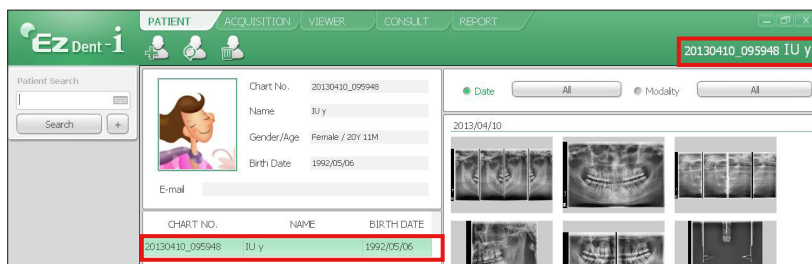 Ez Dent-i
PATIENT ACQUISITION VIEWER CONSULT REPORT
20130410_095948 IU y
Patient Search
Search +
Chart No. 20130410_095948
Name IU y
Gender/Age Female / 20Y 11M
Birth Date 1992/05/06
E-mail
CHART NO. NAME BIRTH DATE
20130410_095948 IU y 1992/05/06
Date All Modality All
2013/04/10